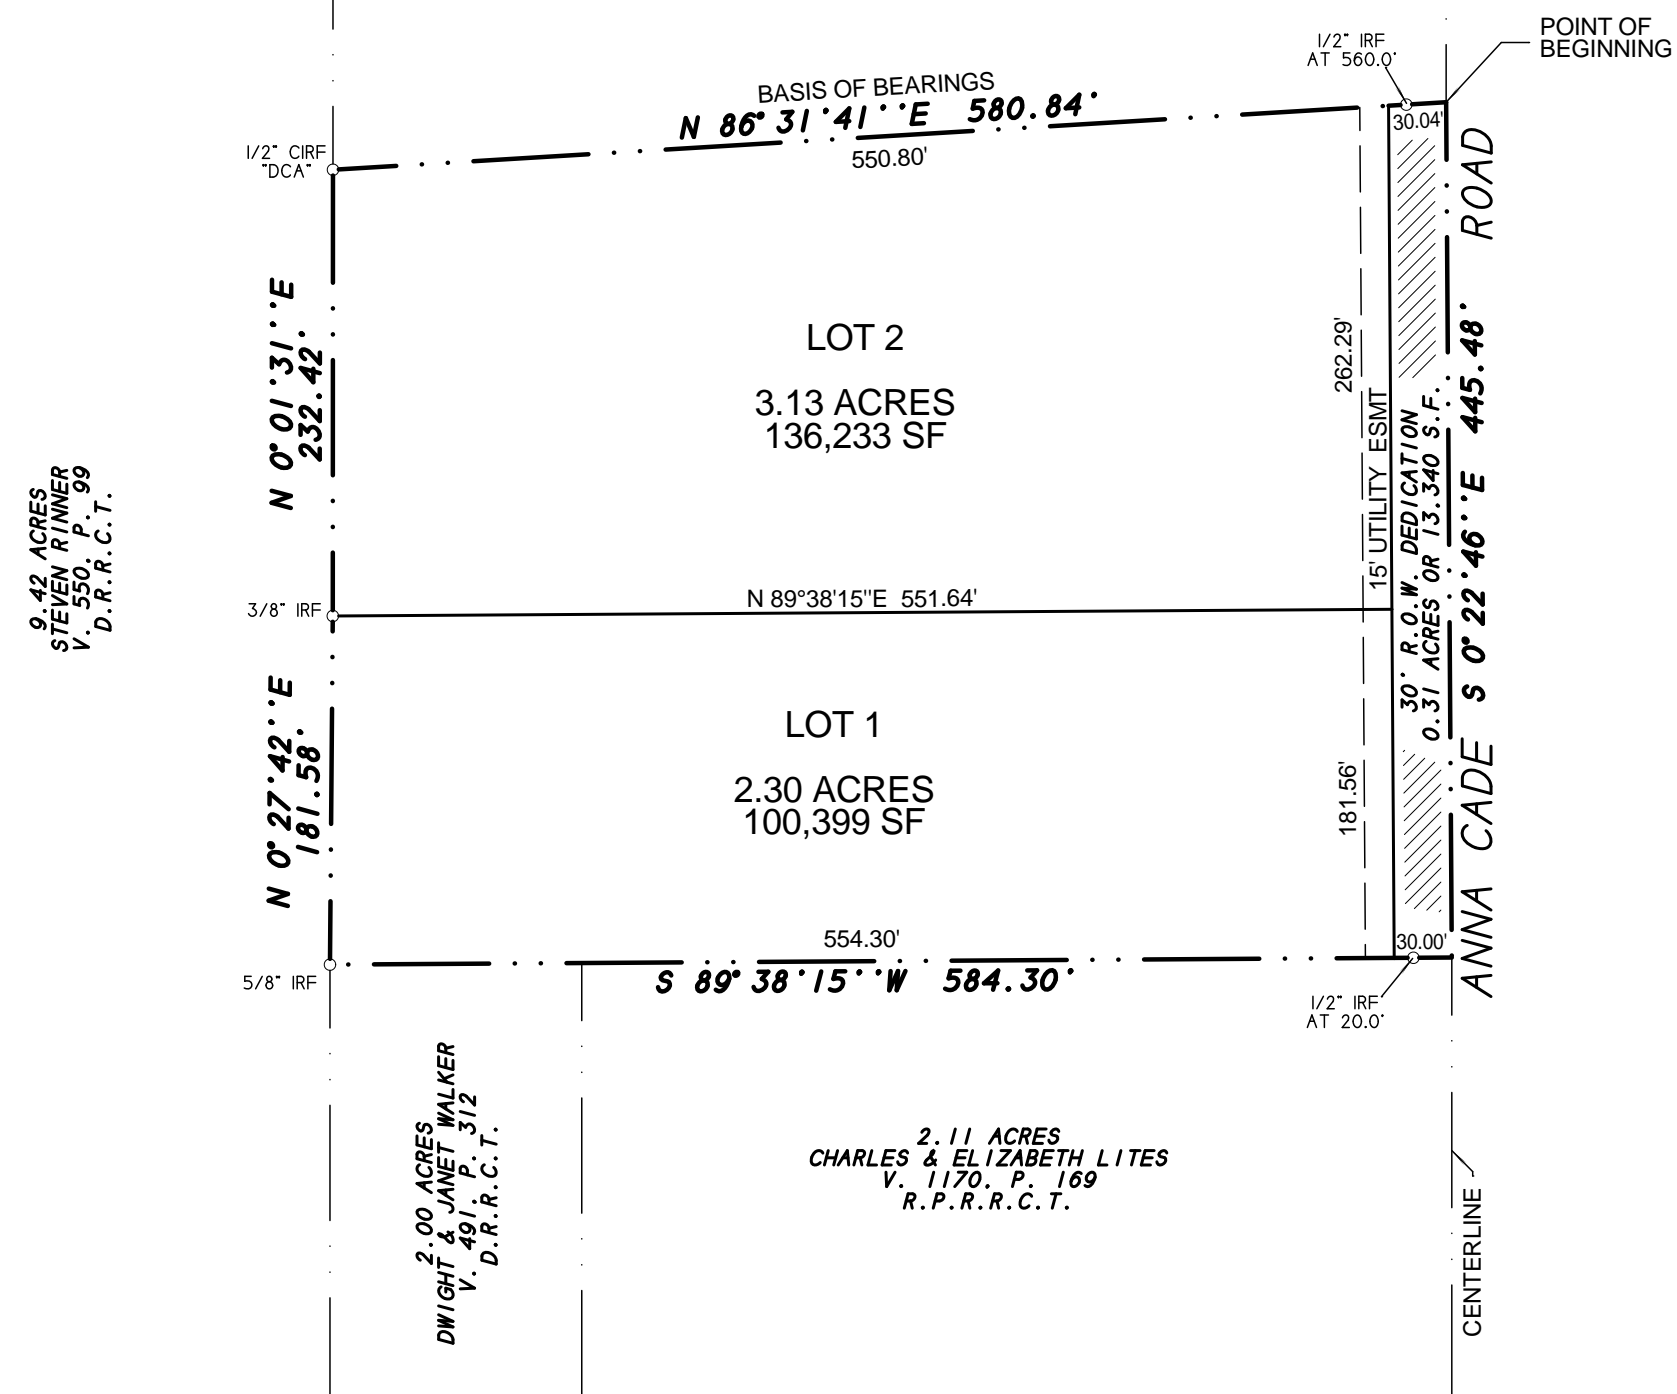 POINT OF
BEGINNING
1/2" IRF
AT 560.0'
BASIS OF BEARINGS
N 86°31'41''E 580.84'
550.80'
30.04'
1/2" CIRF
"DCA"
ROAD
N 0°01'31''E
232.42'
LOT 2
3.13 ACRES
136,233 SF
262.29'
15' UTILITY ESMT
30' R.O.W. DEDICATION
0.31 ACRES OR 13,340 S.F.
S 0°22'46''E 445.48'
9.42 ACRES
STEVEN RINNER
V. 550, P. 99
D.R.R.C.T.
3/8" IRF
N 89°38'15"E 551.64'
N 0°27'42''E
181.58'
LOT 1
2.30 ACRES
100,399 SF
181.56'
ANNA CADE
554.30'
30.00'
S 89°38'15''W 584.30'
5/8" IRF
1/2" IRF
AT 20.0'
2.00 ACRES
DWIGHT & JANET WALKER
V. 491, P. 312
D.R.R.C.T.
2.11 ACRES
CHARLES & ELIZABETH LITES
V. 1170, P. 169
R.P.R.R.C.T.
CENTERLINE